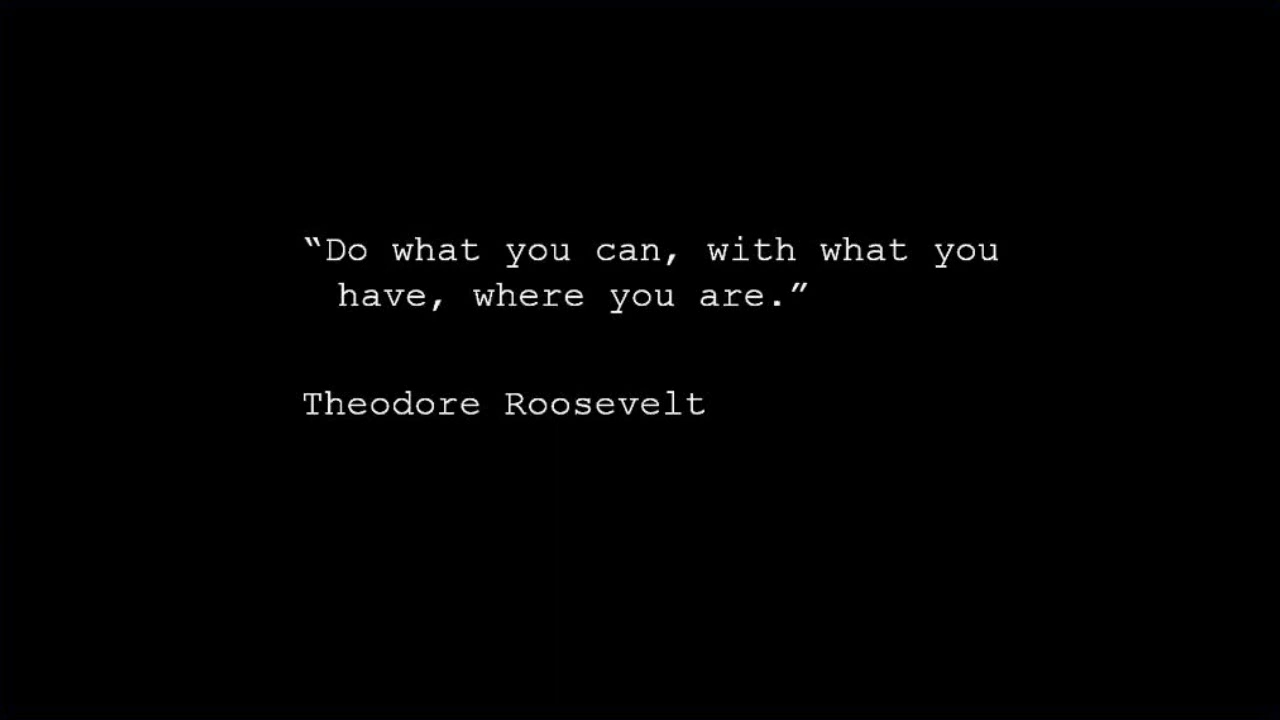 “Do what you can, with what you
have, where you are.”
Theodore Roosevelt